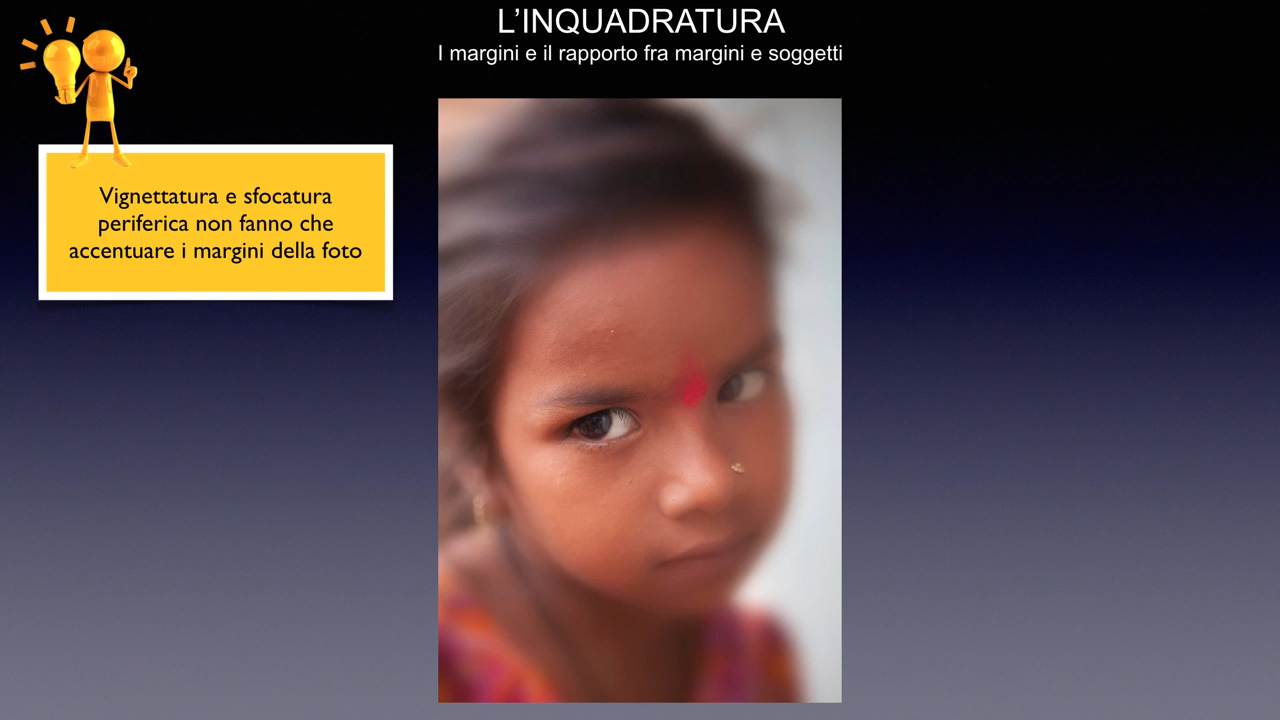 L’INQUADRATURA
I margini e il rapporto fra margini e soggetti
Vignettatura e sfocatura
periferica non fanno che
accentuare i margini della foto